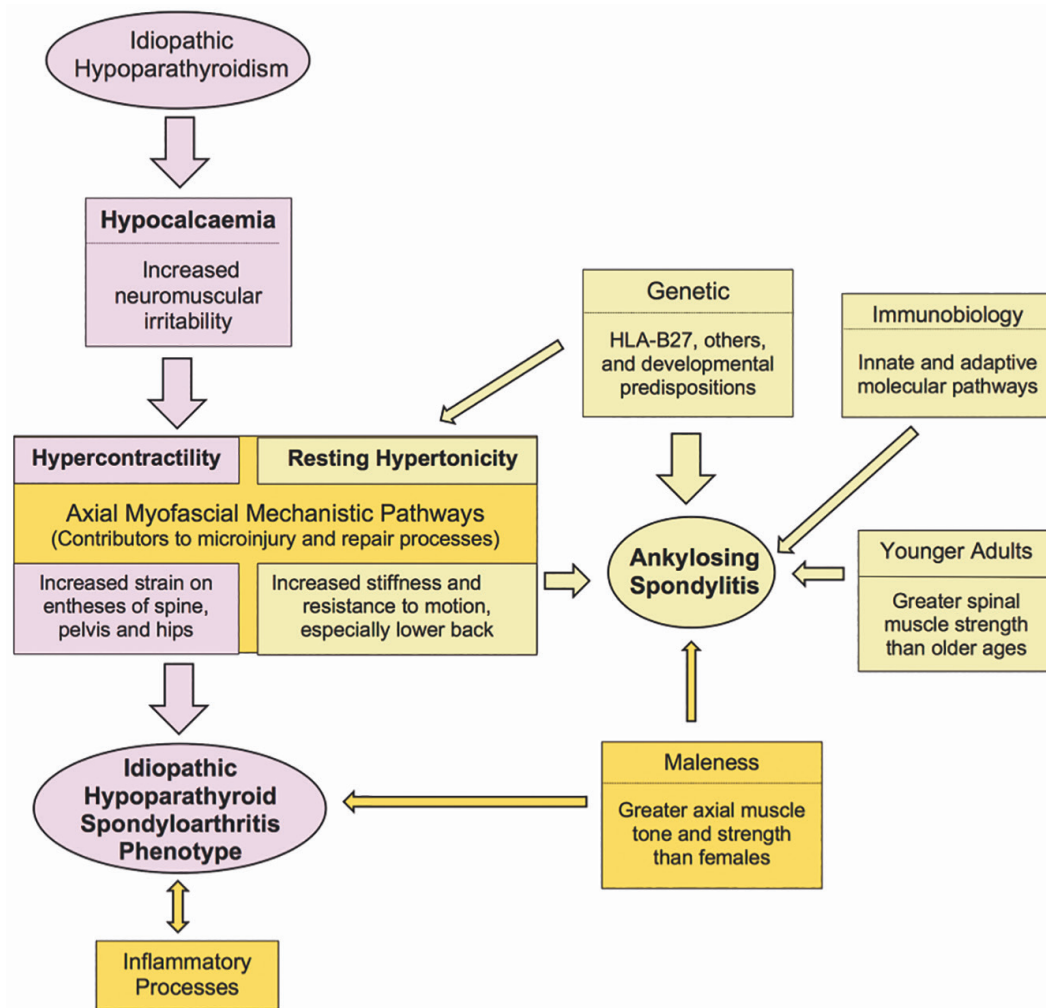 Idiopathic
Hypoparathyroidism
Hypocalcaemia
Increased
neuromuscular
irritability
Genetic
HLA-B27, others,
and developmental
predispositions
Immunobiology
Innate and adaptive
molecular pathways
Hypercontractility
Resting Hypertonicity
Axial Myofascial Mechanistic Pathways
(Contributors to microinjury and repair processes)
Increased strain on
entheses of spine,
pelvis and hips
Increased stiffness and
resistance to motion,
especially lower back
Ankylosing
Spondylitis
Younger Adults
Greater spinal
muscle strength
than older ages
Idiopathic
Hypoparathyroid
Spondyloarthritis
Phenotype
Maleness
Greater axial muscle
tone and strength
than females
Inflammatory
Processes